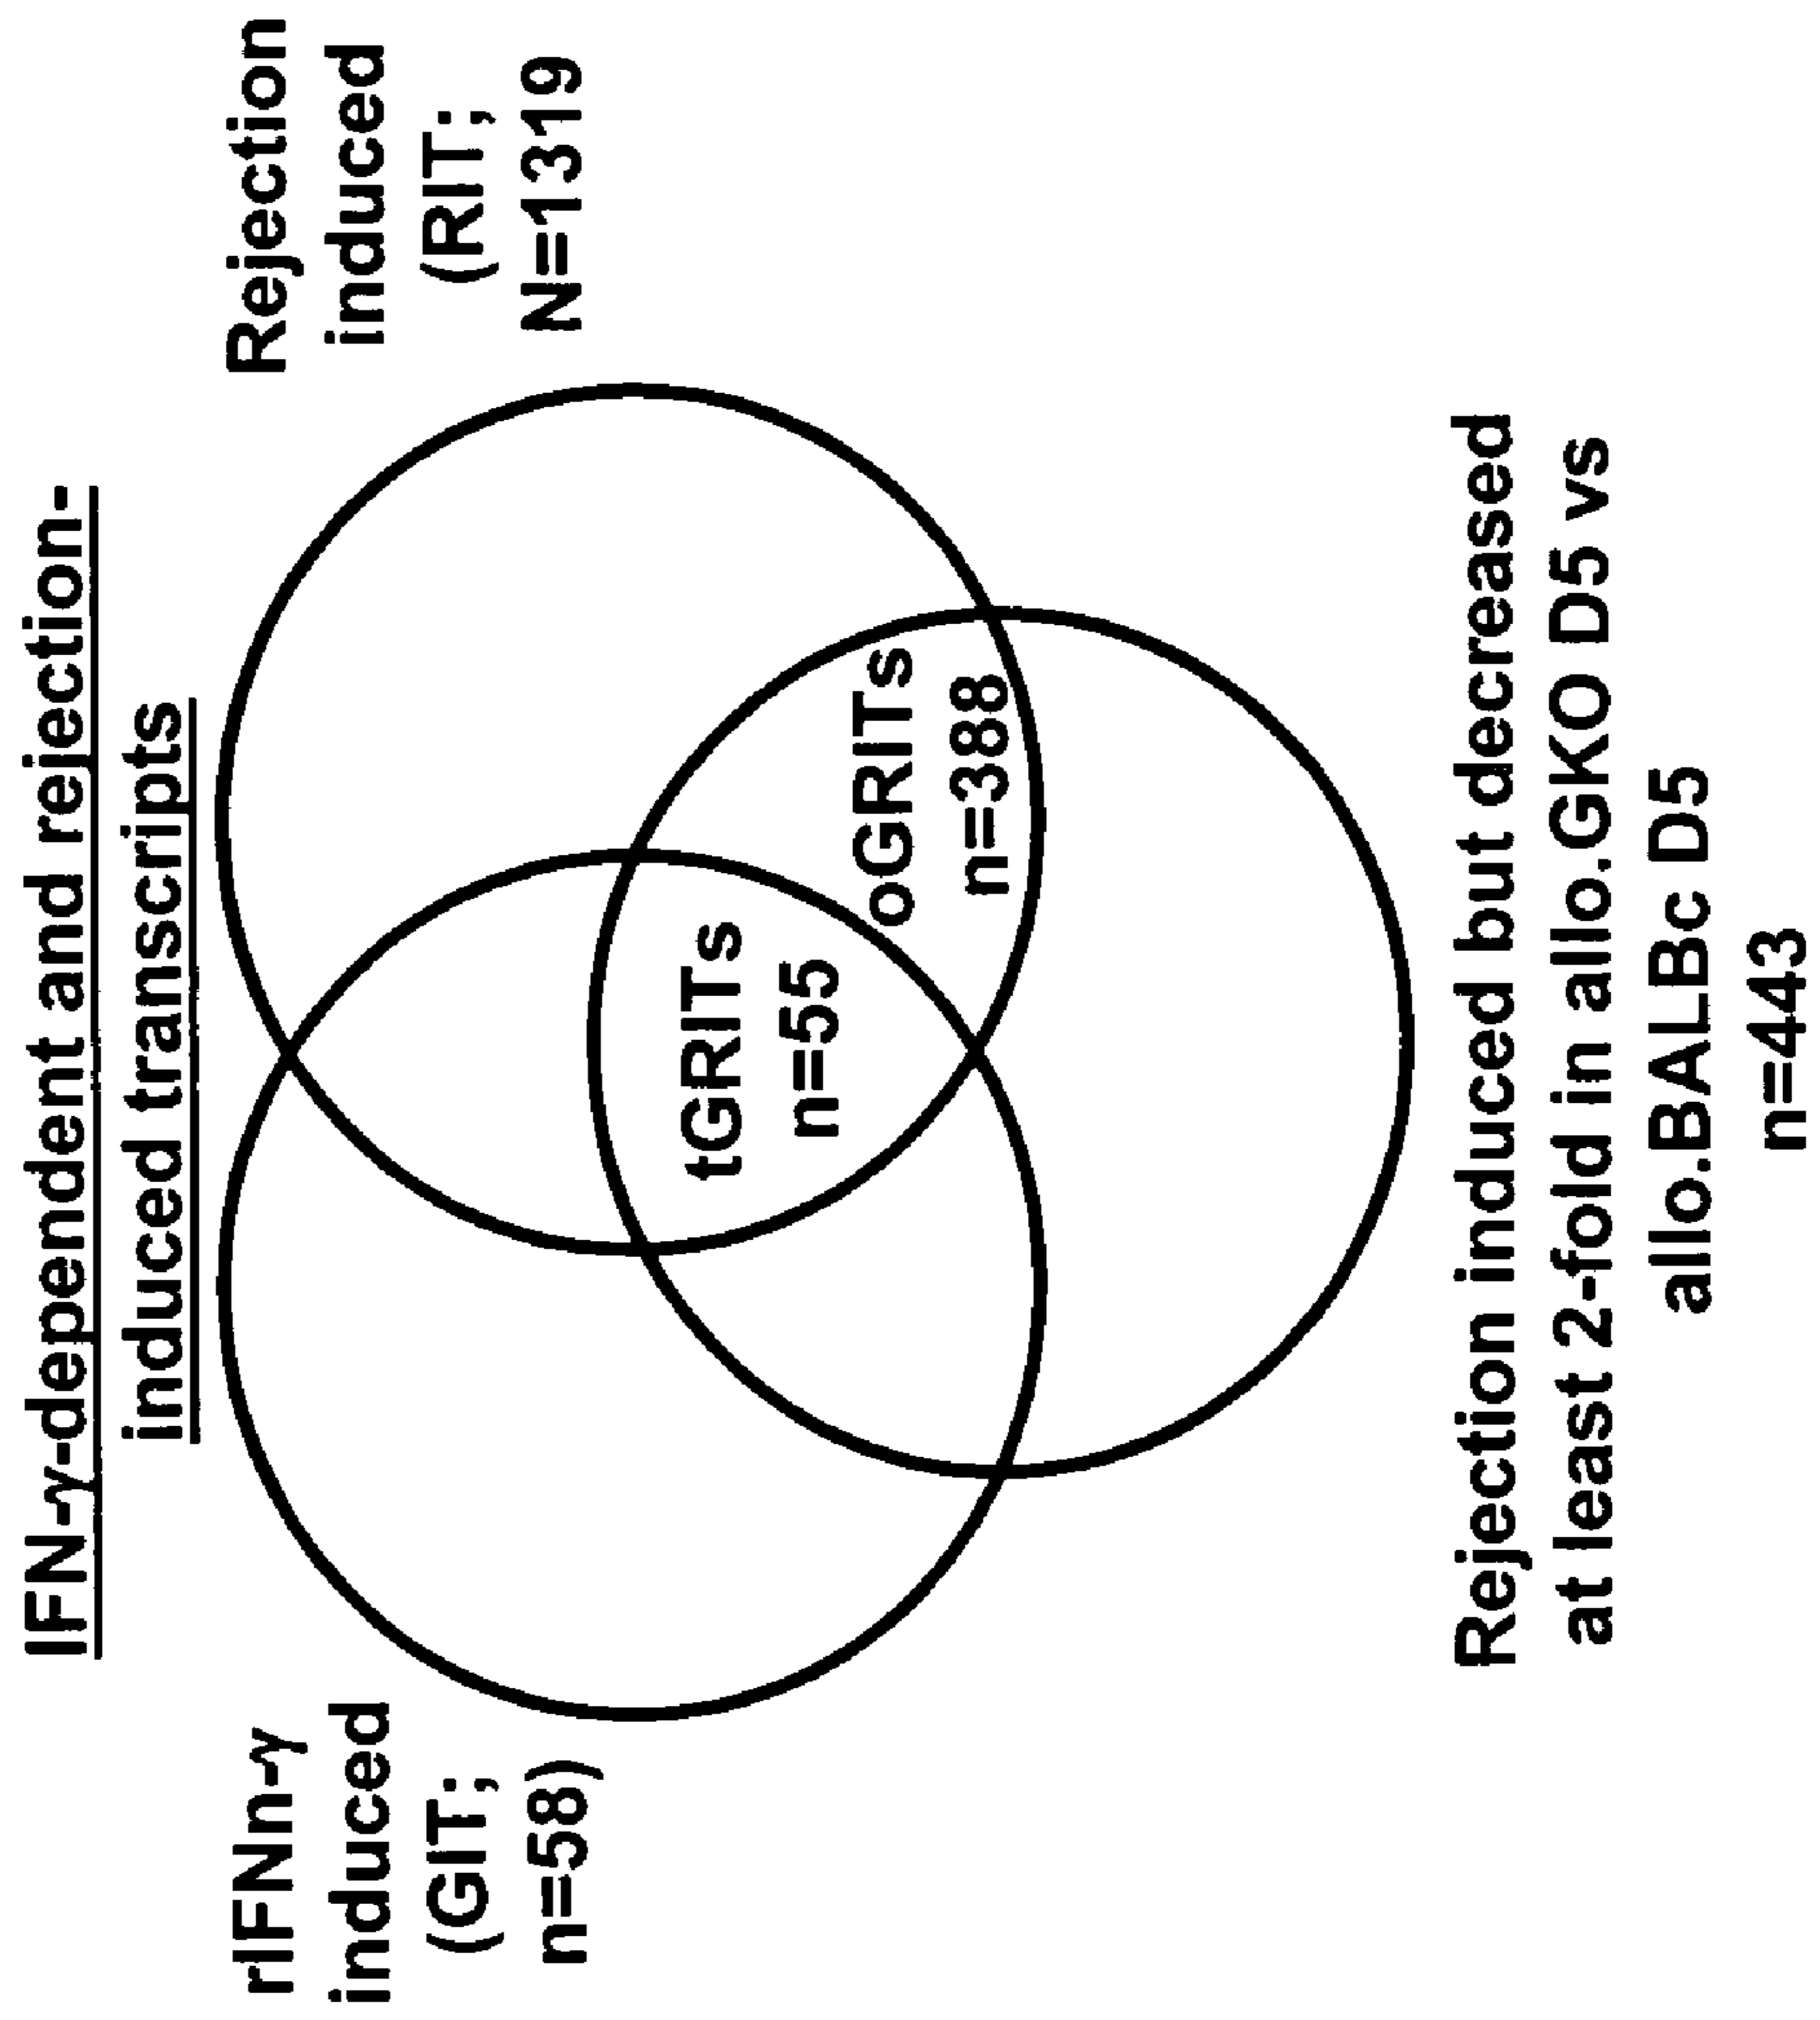 IFN-γ-dependent and rejection-
induced transcripts
rIFNn-γ
induced
(GIT;
n=58)
Rejection
induced
(RIT;
N=1319
tGRITs
n=55
oGRITs
n=388
Rejection induced but decreased
at least 2-fold in allo.GKO D5 vs
allo.BALBc D5
n=443